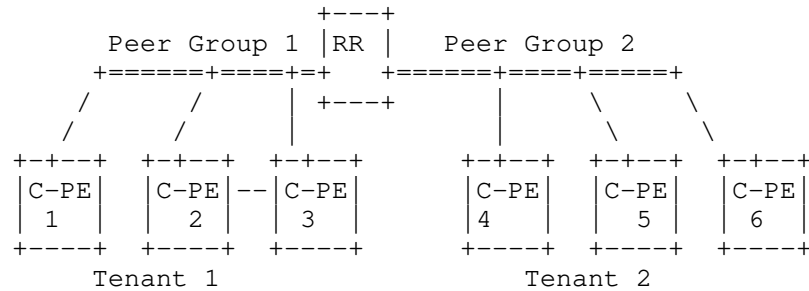 +---+
         Peer Group 1     |RR |    Peer Group 2
        +======+====+=+   +======+====+=====+
       /       /      |  +---+       |       \       \
      /       /       |              |        \       \
 +-+--+   +-+--+  +-+--+          +-+--+   +-+--+   +-+--+
 |C-PE|   |C-PE|--|C-PE|          |C-PE|   |C-PE|   |C-PE|
 |  1 |   |  2 |  | 3  |          |4   |   |   5|   | 6  |
 +----+   +----+  +----+          +----+   +----+   +----+
       Tenant 1                         Tenant 2